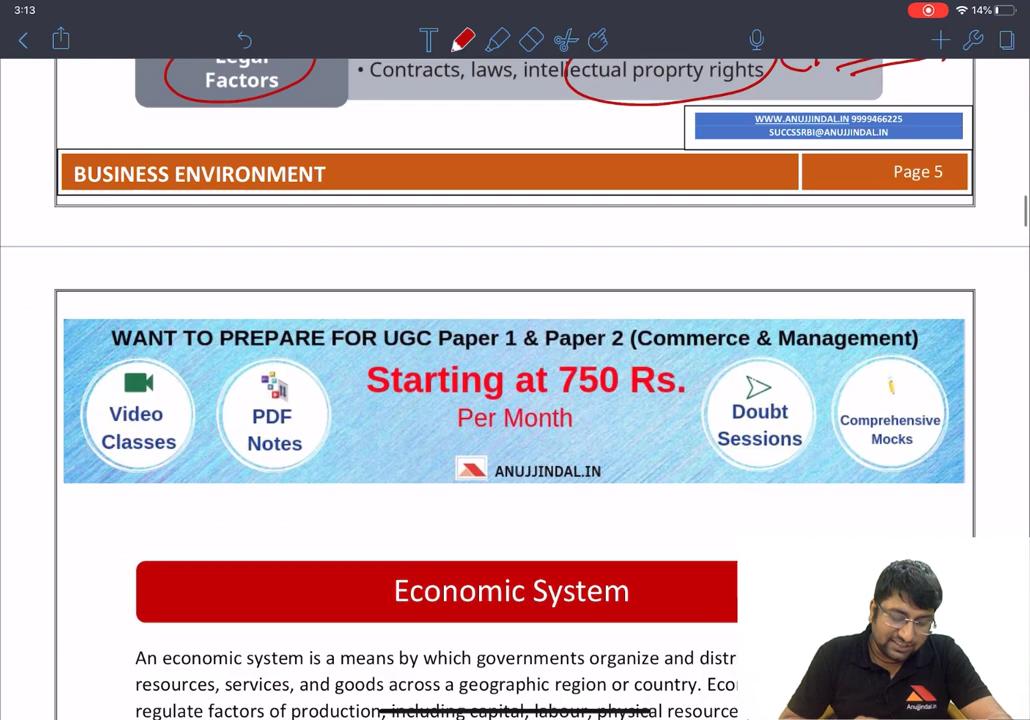 3:13
14%
Legal
Factors
• Contracts, laws, intellectual proprty rights
WWW.ANUJJINDAL.IN 9999466225
SUCCSSRBI@ANUJJINDAL.IN
BUSINESS ENVIRONMENT
Page 5
WANT TO PREPARE FOR UGC Paper 1 & Paper 2 (Commerce & Management)
Video
Classes
PDF
Notes
Starting at 750 Rs.
Per Month
ANUJJINDAL.IN
Doubt
Sessions
Comprehensive
Mocks
Economic System
An economic system is a means by which governments organize and distr
resources, services, and goods across a geographic region or country. Eco
regulate factors of production, including capital, labour, physical resource
AnujJindal.in